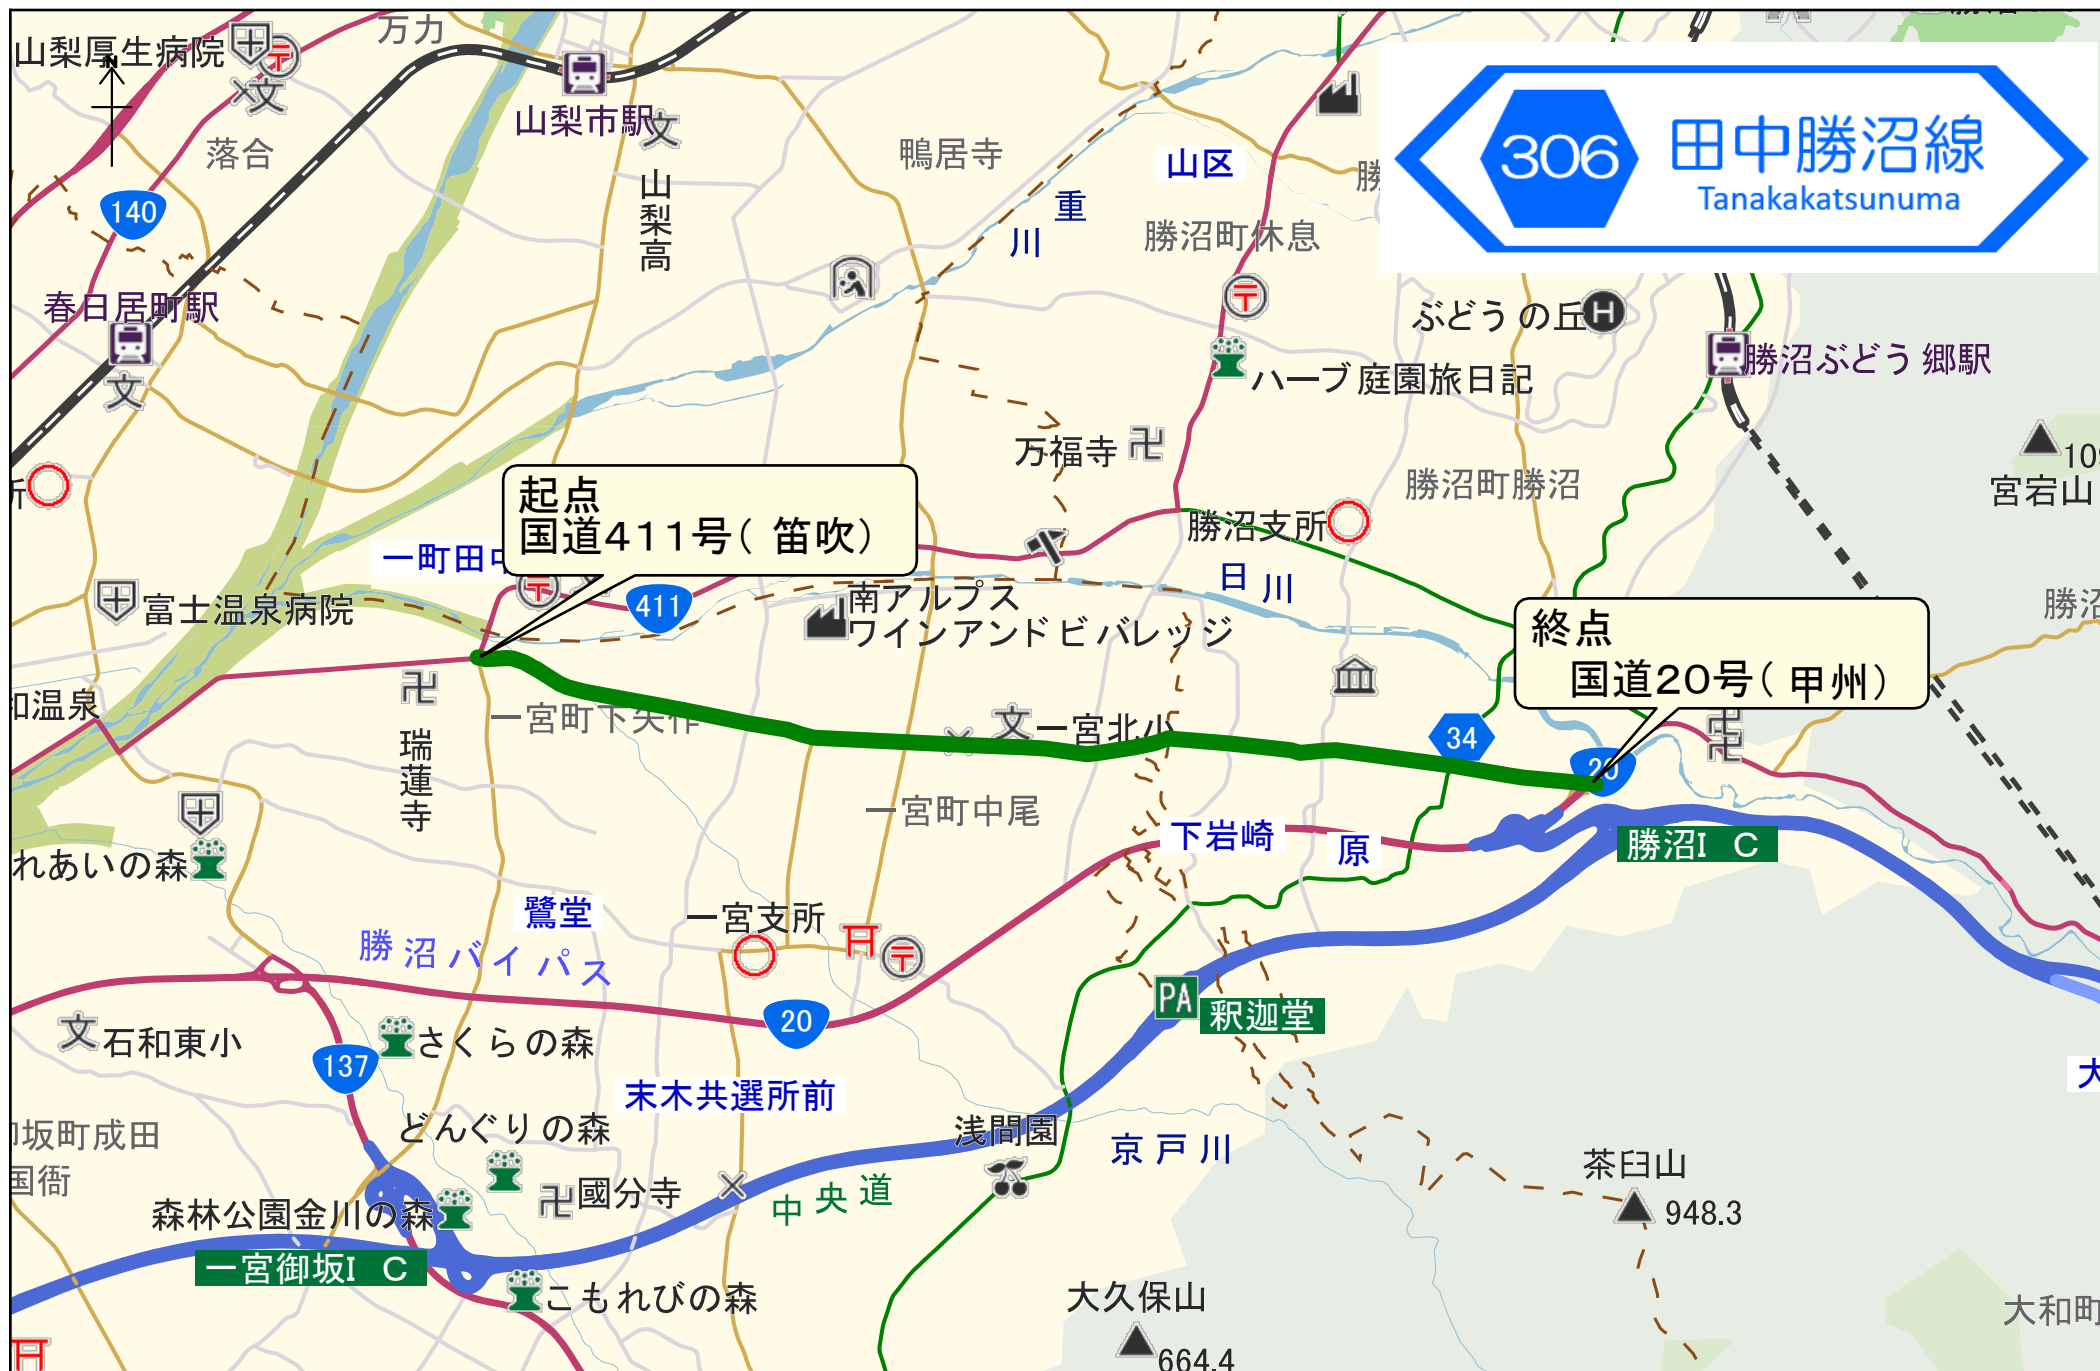 万力
山梨厚生病院
N
山梨市駅
落合
140
山梨高
鴨居寺
山区
重川
勝沼町休息
306
田中勝沼線
Tanakakatsunuma
春日居町駅
ぶどうの丘
H
勝沼ぶどう郷駅
ハーブ庭園旅日記
万福寺
勝沼町勝沼
宮宕山
起点
国道411号(笛吹)
勝沼支所
一町田中
411
日川
富士温泉病院
南アルプス
ワインアンドビバレッジ
終点
国道20号(甲州)
和温泉
一宮町下矢作
一宮北小
34
20
瑞蓮寺
一宮町中尾
下岩崎
原
勝沼I C
れあいの森
鷺堂
一宮支所
勝沼バイパス
PA
釈迦堂
20
石和東小
さくらの森
137
末木共選所前
どんぐりの森
浅間園
京戸川
坂町成田
国衙
茶臼山
948.3
國分寺
中央道
森林公園金川の森
一宮御坂I C
こもれびの森
大久保山
664.4
大和町